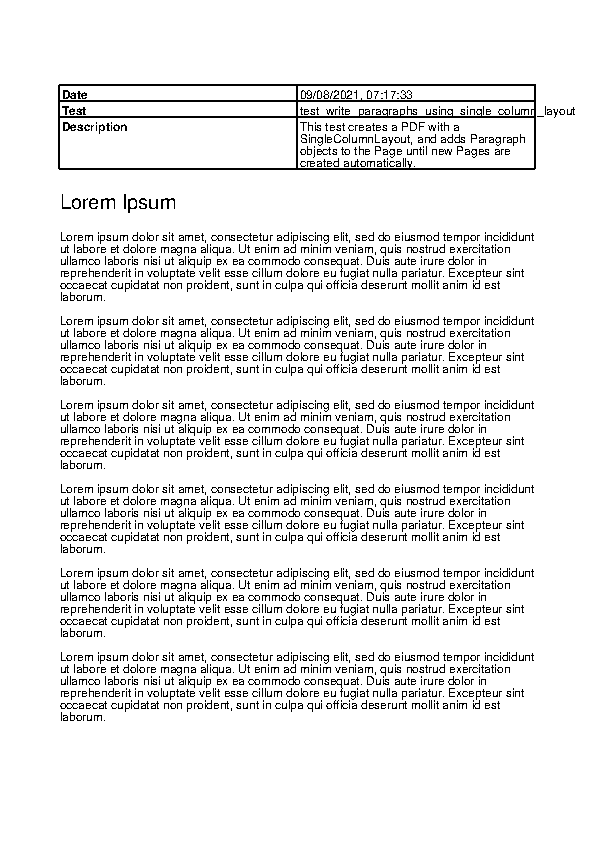 Date 09/08/2021, 07:17:33
Test test_write_paragraphs_using_single_column_layout
Description This test creates a PDF with a
SingleColumnLayout, and adds Paragraph
objects to the Page until new Pages are
created automatically.
Lorem Ipsum
Lorem ipsum dolor sit amet, consectetur adipiscing elit, sed do eiusmod tempor incididunt
ut labore et dolore magna aliqua. Ut enim ad minim veniam, quis nostrud exercitation
ullamco laboris nisi ut aliquip ex ea commodo consequat. Duis aute irure dolor in
reprehenderit in voluptate velit esse cillum dolore eu fugiat nulla pariatur. Excepteur sint
occaecat cupidatat non proident, sunt in culpa qui officia deserunt mollit anim id est
laborum.
Lorem ipsum dolor sit amet, consectetur adipiscing elit, sed do eiusmod tempor incididunt
ut labore et dolore magna aliqua. Ut enim ad minim veniam, quis nostrud exercitation
ullamco laboris nisi ut aliquip ex ea commodo consequat. Duis aute irure dolor in
reprehenderit in voluptate velit esse cillum dolore eu fugiat nulla pariatur. Excepteur sint
occaecat cupidatat non proident, sunt in culpa qui officia deserunt mollit anim id est
laborum.
Lorem ipsum dolor sit amet, consectetur adipiscing elit, sed do eiusmod tempor incididunt
ut labore et dolore magna aliqua. Ut enim ad minim veniam, quis nostrud exercitation
ullamco laboris nisi ut aliquip ex ea commodo consequat. Duis aute irure dolor in
reprehenderit in voluptate velit esse cillum dolore eu fugiat nulla pariatur. Excepteur sint
occaecat cupidatat non proident, sunt in culpa qui officia deserunt mollit anim id est
laborum.
Lorem ipsum dolor sit amet, consectetur adipiscing elit, sed do eiusmod tempor incididunt
ut labore et dolore magna aliqua. Ut enim ad minim veniam, quis nostrud exercitation
ullamco laboris nisi ut aliquip ex ea commodo consequat. Duis aute irure dolor in
reprehenderit in voluptate velit esse cillum dolore eu fugiat nulla pariatur. Excepteur sint
occaecat cupidatat non proident, sunt in culpa qui officia deserunt mollit anim id est
laborum.
Lorem ipsum dolor sit amet, consectetur adipiscing elit, sed do eiusmod tempor incididunt
ut labore et dolore magna aliqua. Ut enim ad minim veniam, quis nostrud exercitation
ullamco laboris nisi ut aliquip ex ea commodo consequat. Duis aute irure dolor in
reprehenderit in voluptate velit esse cillum dolore eu fugiat nulla pariatur. Excepteur sint
occaecat cupidatat non proident, sunt in culpa qui officia deserunt mollit anim id est
laborum.
Lorem ipsum dolor sit amet, consectetur adipiscing elit, sed do eiusmod tempor incididunt
ut labore et dolore magna aliqua. Ut enim ad minim veniam, quis nostrud exercitation
ullamco laboris nisi ut aliquip ex ea commodo consequat. Duis aute irure dolor in
reprehenderit in voluptate velit esse cillum dolore eu fugiat nulla pariatur. Excepteur sint
occaecat cupidatat non proident, sunt in culpa qui officia deserunt mollit anim id est
laborum.